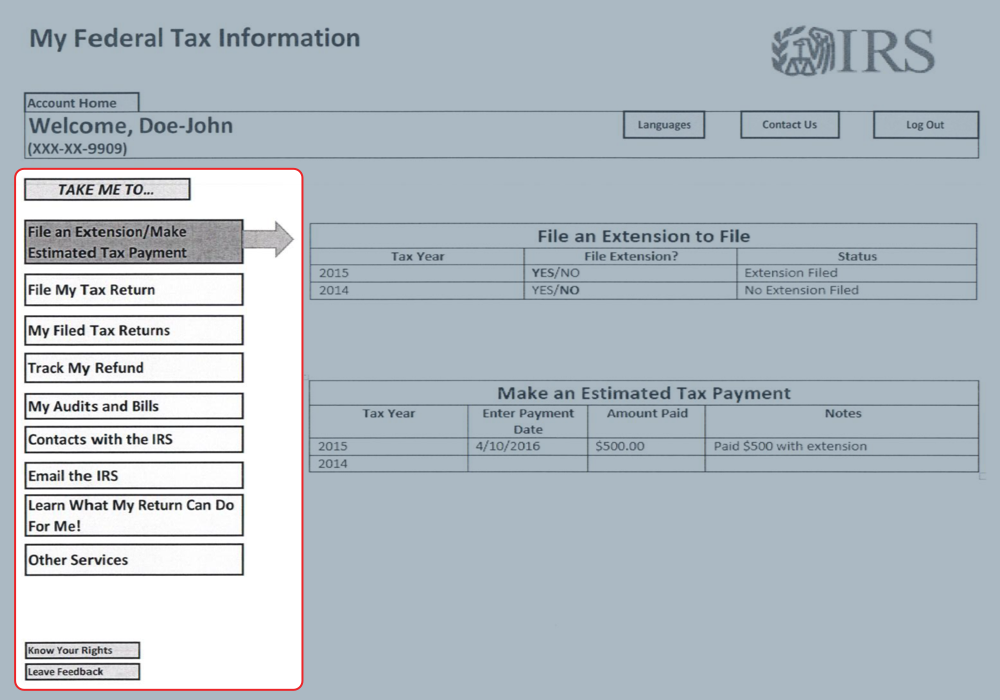 My Federal Tax Information
IRS
Account Home
Welcome, Doe-John
(XXX-XX-9909)
Languages
Contact Us
Log Out
TAKE ME TO...
File an Extension/Make
Estimated Tax Payment
File My Tax Return
My Filed Tax Returns
Track My Refund
My Audits and Bills
Contacts with the IRS
Email the IRS
Learn What My Return Can Do
For Me!
Other Services
Know Your Rights
Leave Feedback
File an Extension to File
Tax Year File Extension? Status
2015 YES/NO Extension Filed
2014 YES/NO No Extension Filed
Make an Estimated Tax Payment
Tax Year Enter Payment Amount Paid Notes
Date
2015 4/10/2016 $500.00 Paid $500 with extension
2014